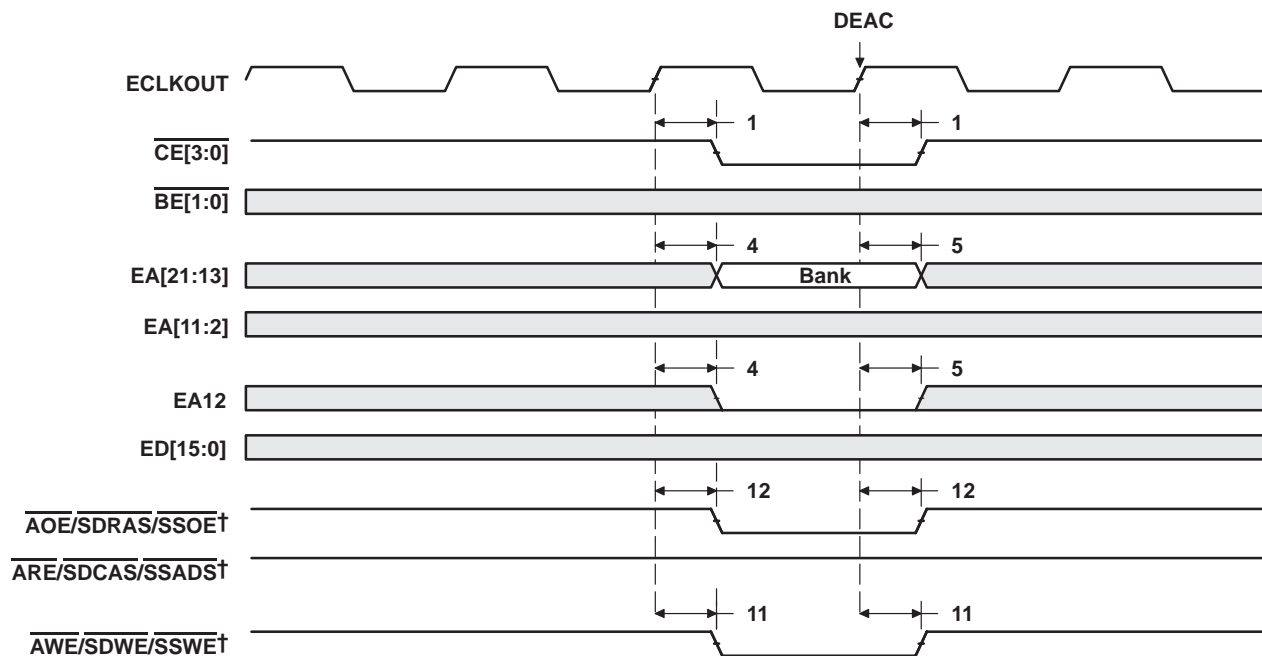 DEAC
ECLKOUT
1 1
CE[3:0]
BE[1:0]
4 5
EA[21:13] Bank
EA[11:2]
4 5
EA12
ED[15:0]
12 12
AOE/SDRAS/SSOE†
ARE/SDCAS/SSADS†
11 11
AWE/SDWE/SSWE†